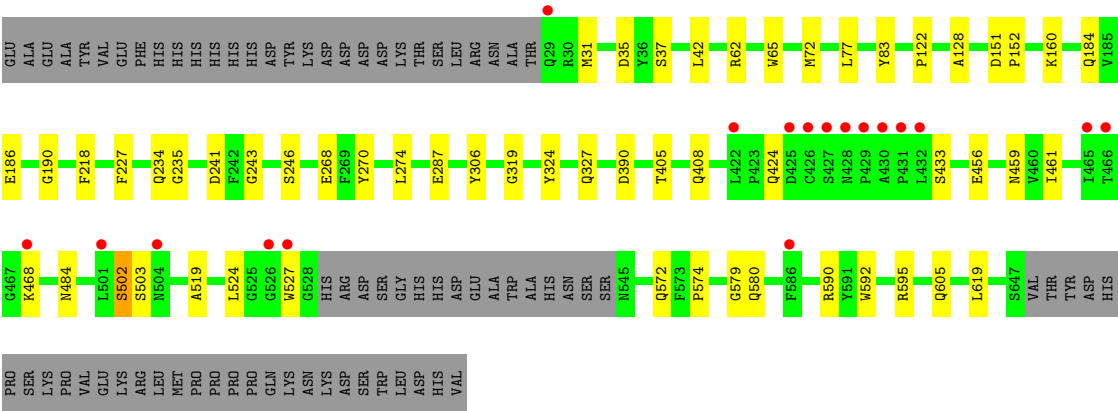 GLU ALA GLU ALA TYR VAL GLU PHE HIS HIS HIS HIS HIS HIS ASP TYR LYS ASP ASP ASP ASP LYS THR SER LEU ARG ASN ALA THR Q29 R30 M31 D35 Y36 S37 L42 R62 W65 M72 L77 Y83 P122 A128 D151 P152 K160 Q184 V185
E186 G190 F218 F227 Q234 G235 D241 F242 G243 S246 E268 F269 Y270 L274 E287 Y306 G319 Y324 Q327 D390 T405 Q408 L422 P423 Q424 D425 C426 S427 N428 P429 A430 P431 L432 S433 E456 N459 V460 I461 I465 T466
G467 K468 N484 L501 S502 S503 N504 A519 L524 G525 G526 W527 G528 HIS ARG ASP SER GLY HIS HIS ASP GLU ALA TRP ALA HIS ASN SER SER N545 Q572 F573 P574 G579 Q580 F586 R590 Y591 W592 R595 Q605 L619 S647 VAL THR TYR ASP HIS
PRO SER LYS PRO VAL GLU LYS ARG LEU MET PRO PRO PRO PRO GLN LYS ASN LYS ASP SER TRP LEU ASP HIS VAL